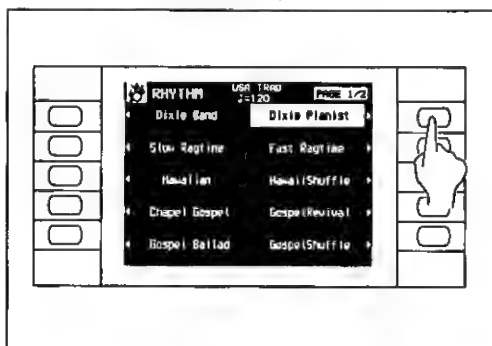 RHYTHM USA TRAD PAGE 1/2
♩=120
Dixie Band Dixie Pianist
Slow Ragtime Fast Ragtime
Hawaiian HawaiiShuffle
Chapel Gospel GospelRevival
Gospel Ballad GospelShuffle